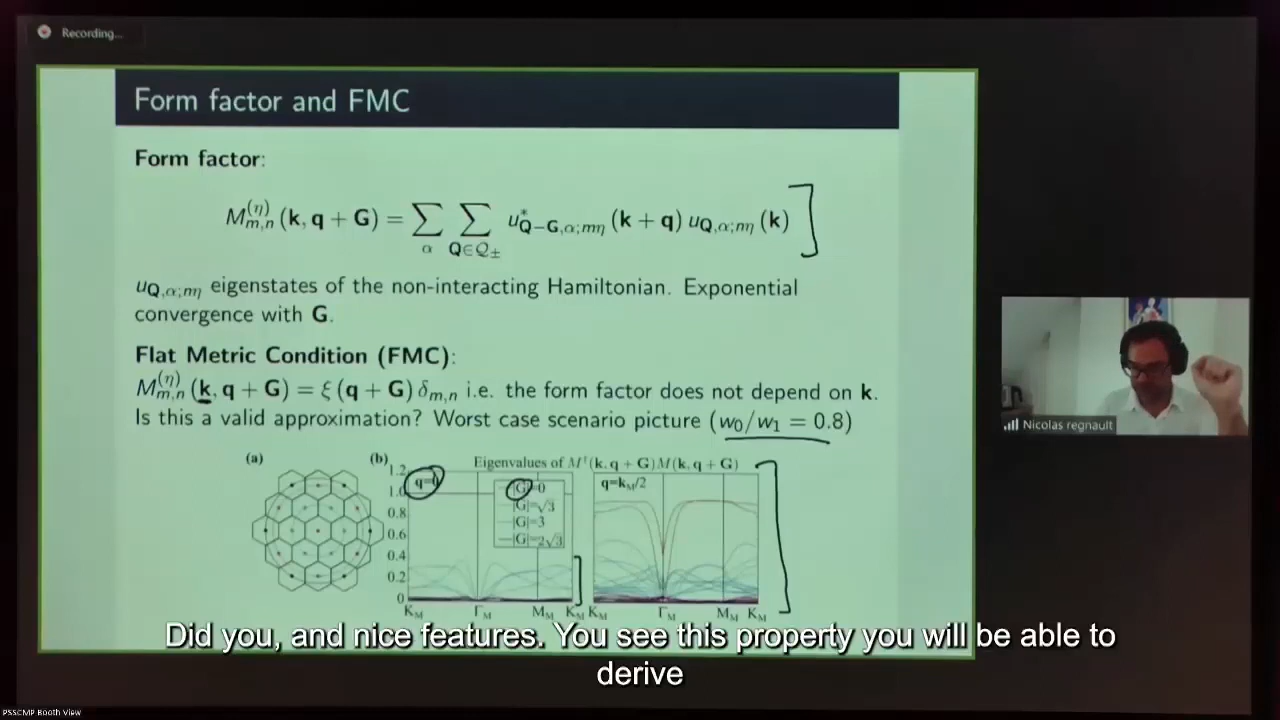 Recording...
Form factor and FMC
Form factor:
M^{(η)}_{m,n} (k, q + G) = ∑_α ∑_{Q∈Q±} u*_{Q−G,α;mη} (k + q) u_{Q,α;nη} (k)
u_{Q,α;nη} eigenstates of the non-interacting Hamiltonian. Exponential
convergence with G.
Flat Metric Condition (FMC):
M^{(η)}_{m,n} (k, q + G) = ξ (q + G) δ_{m,n} i.e. the form factor does not depend on k.
Is this a valid approximation? Worst case scenario picture (w₀/w₁ = 0.8)
(a)
(b)
Eigenvalues of M†(k,q+G)M(k,q+G)
1.2
1.0
0.8
0.6
0.4
0.2
0
q=0
|G|=0
|G|=√3
|G|=3
|G|=2√3
q=k_M/2
K_M Γ_M M_M K_M K_M Γ_M M_M K_M
Nicolas regnault
Did you, and nice features. You see this property you will be able to
derive
PSSCMP Booth View